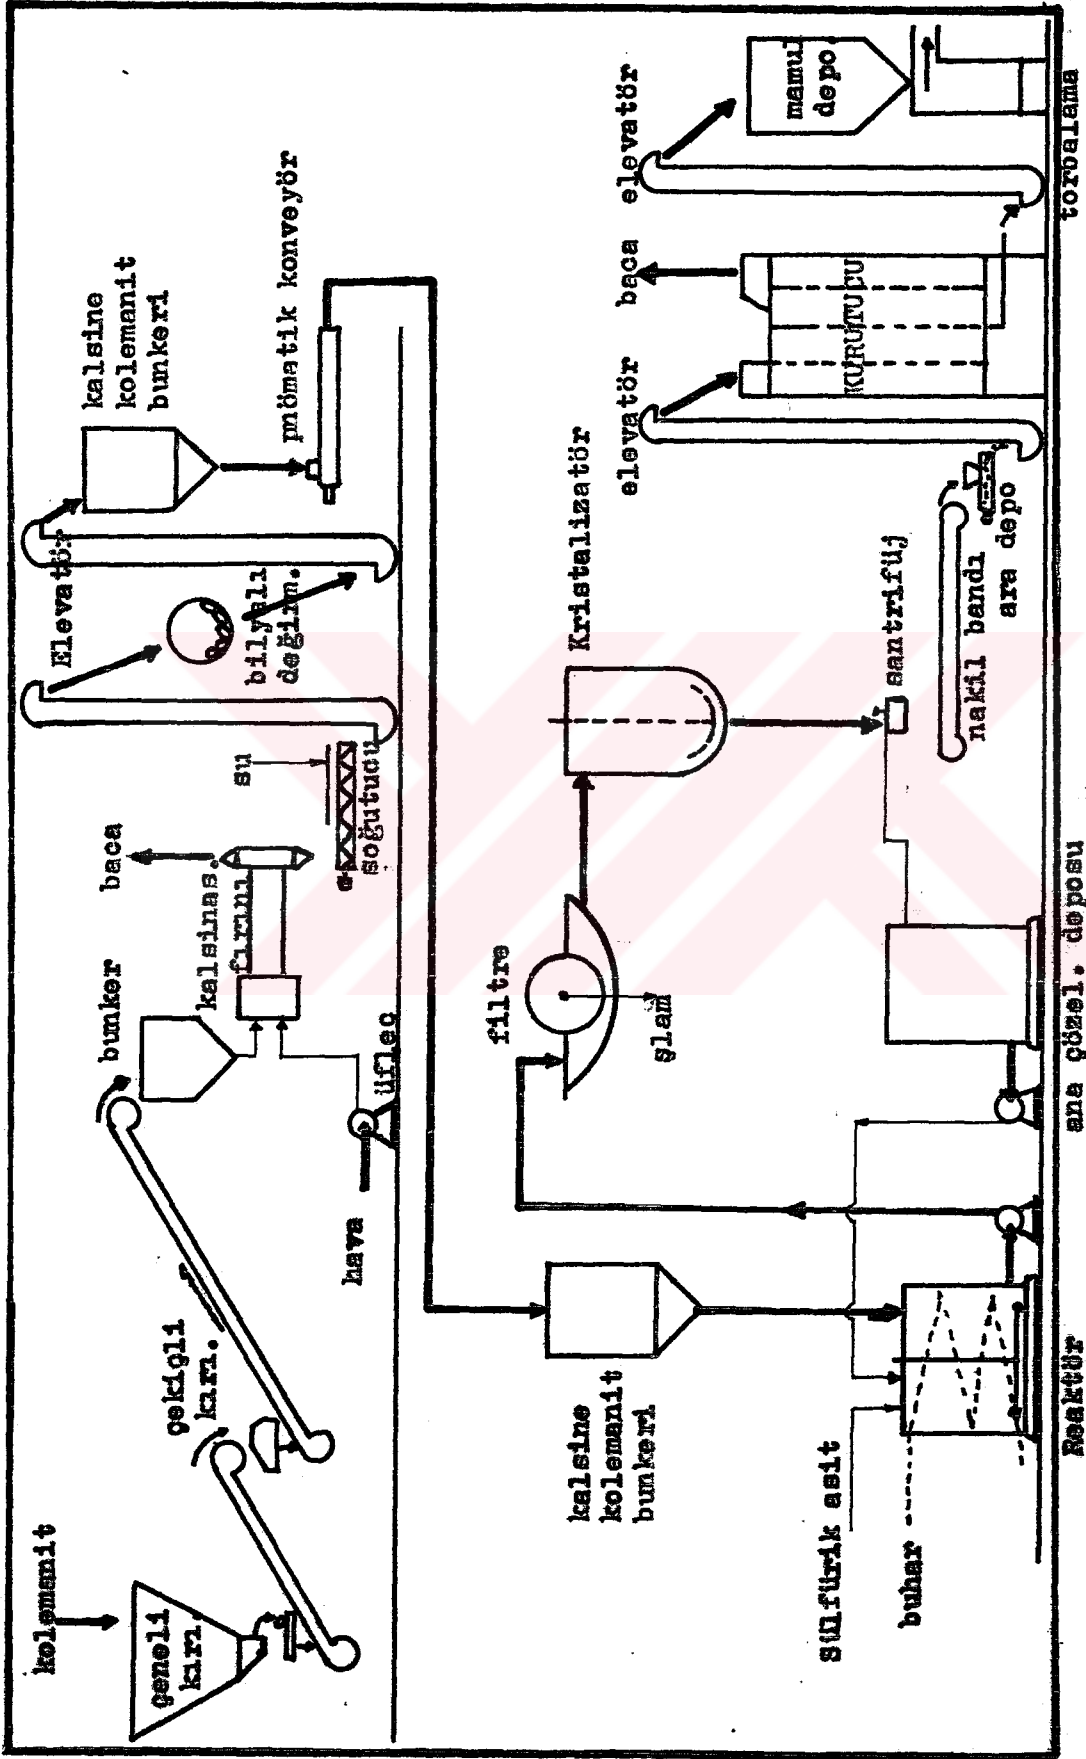 kolemanit
çeneli
kırı.
çekiçli
kırı.
bunker
baca
kalsinas.
fırını
hava
üfleç
su
soğutucu
Elevatör
bilyalı
değirm.
kalsine
kolemanit
bunkeri
pnömatik konveyör
kalsine
kolemanit
bunkeri
Sülfürik asit
buhar
Reaktör
filtre
şlam
Kristalizatör
ana çözel. deposu
santrifüj
nakil bandı
ara depo
elevatör
baca
KURUTUCU
elevatör
mamul
depo
torbalama